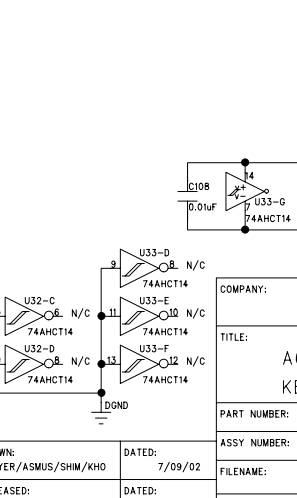 14
C108
V+
V-
U33-G
0.01uF
7
74AHCT14
U33-D
9
8
N/C
74AHCT14
U32-C
6
N/C
74AHCT14
U33-E
11
10
N/C
74AHCT14
U32-D
8
N/C
74AHCT14
U33-F
13
12
N/C
74AHCT14
DGND
COMPANY:
TITLE:
PART NUMBER:
ASSY NUMBER:
FILENAME:
DATED:
YER/ASMUS/SHIM/KHO
7/09/02
DATED: